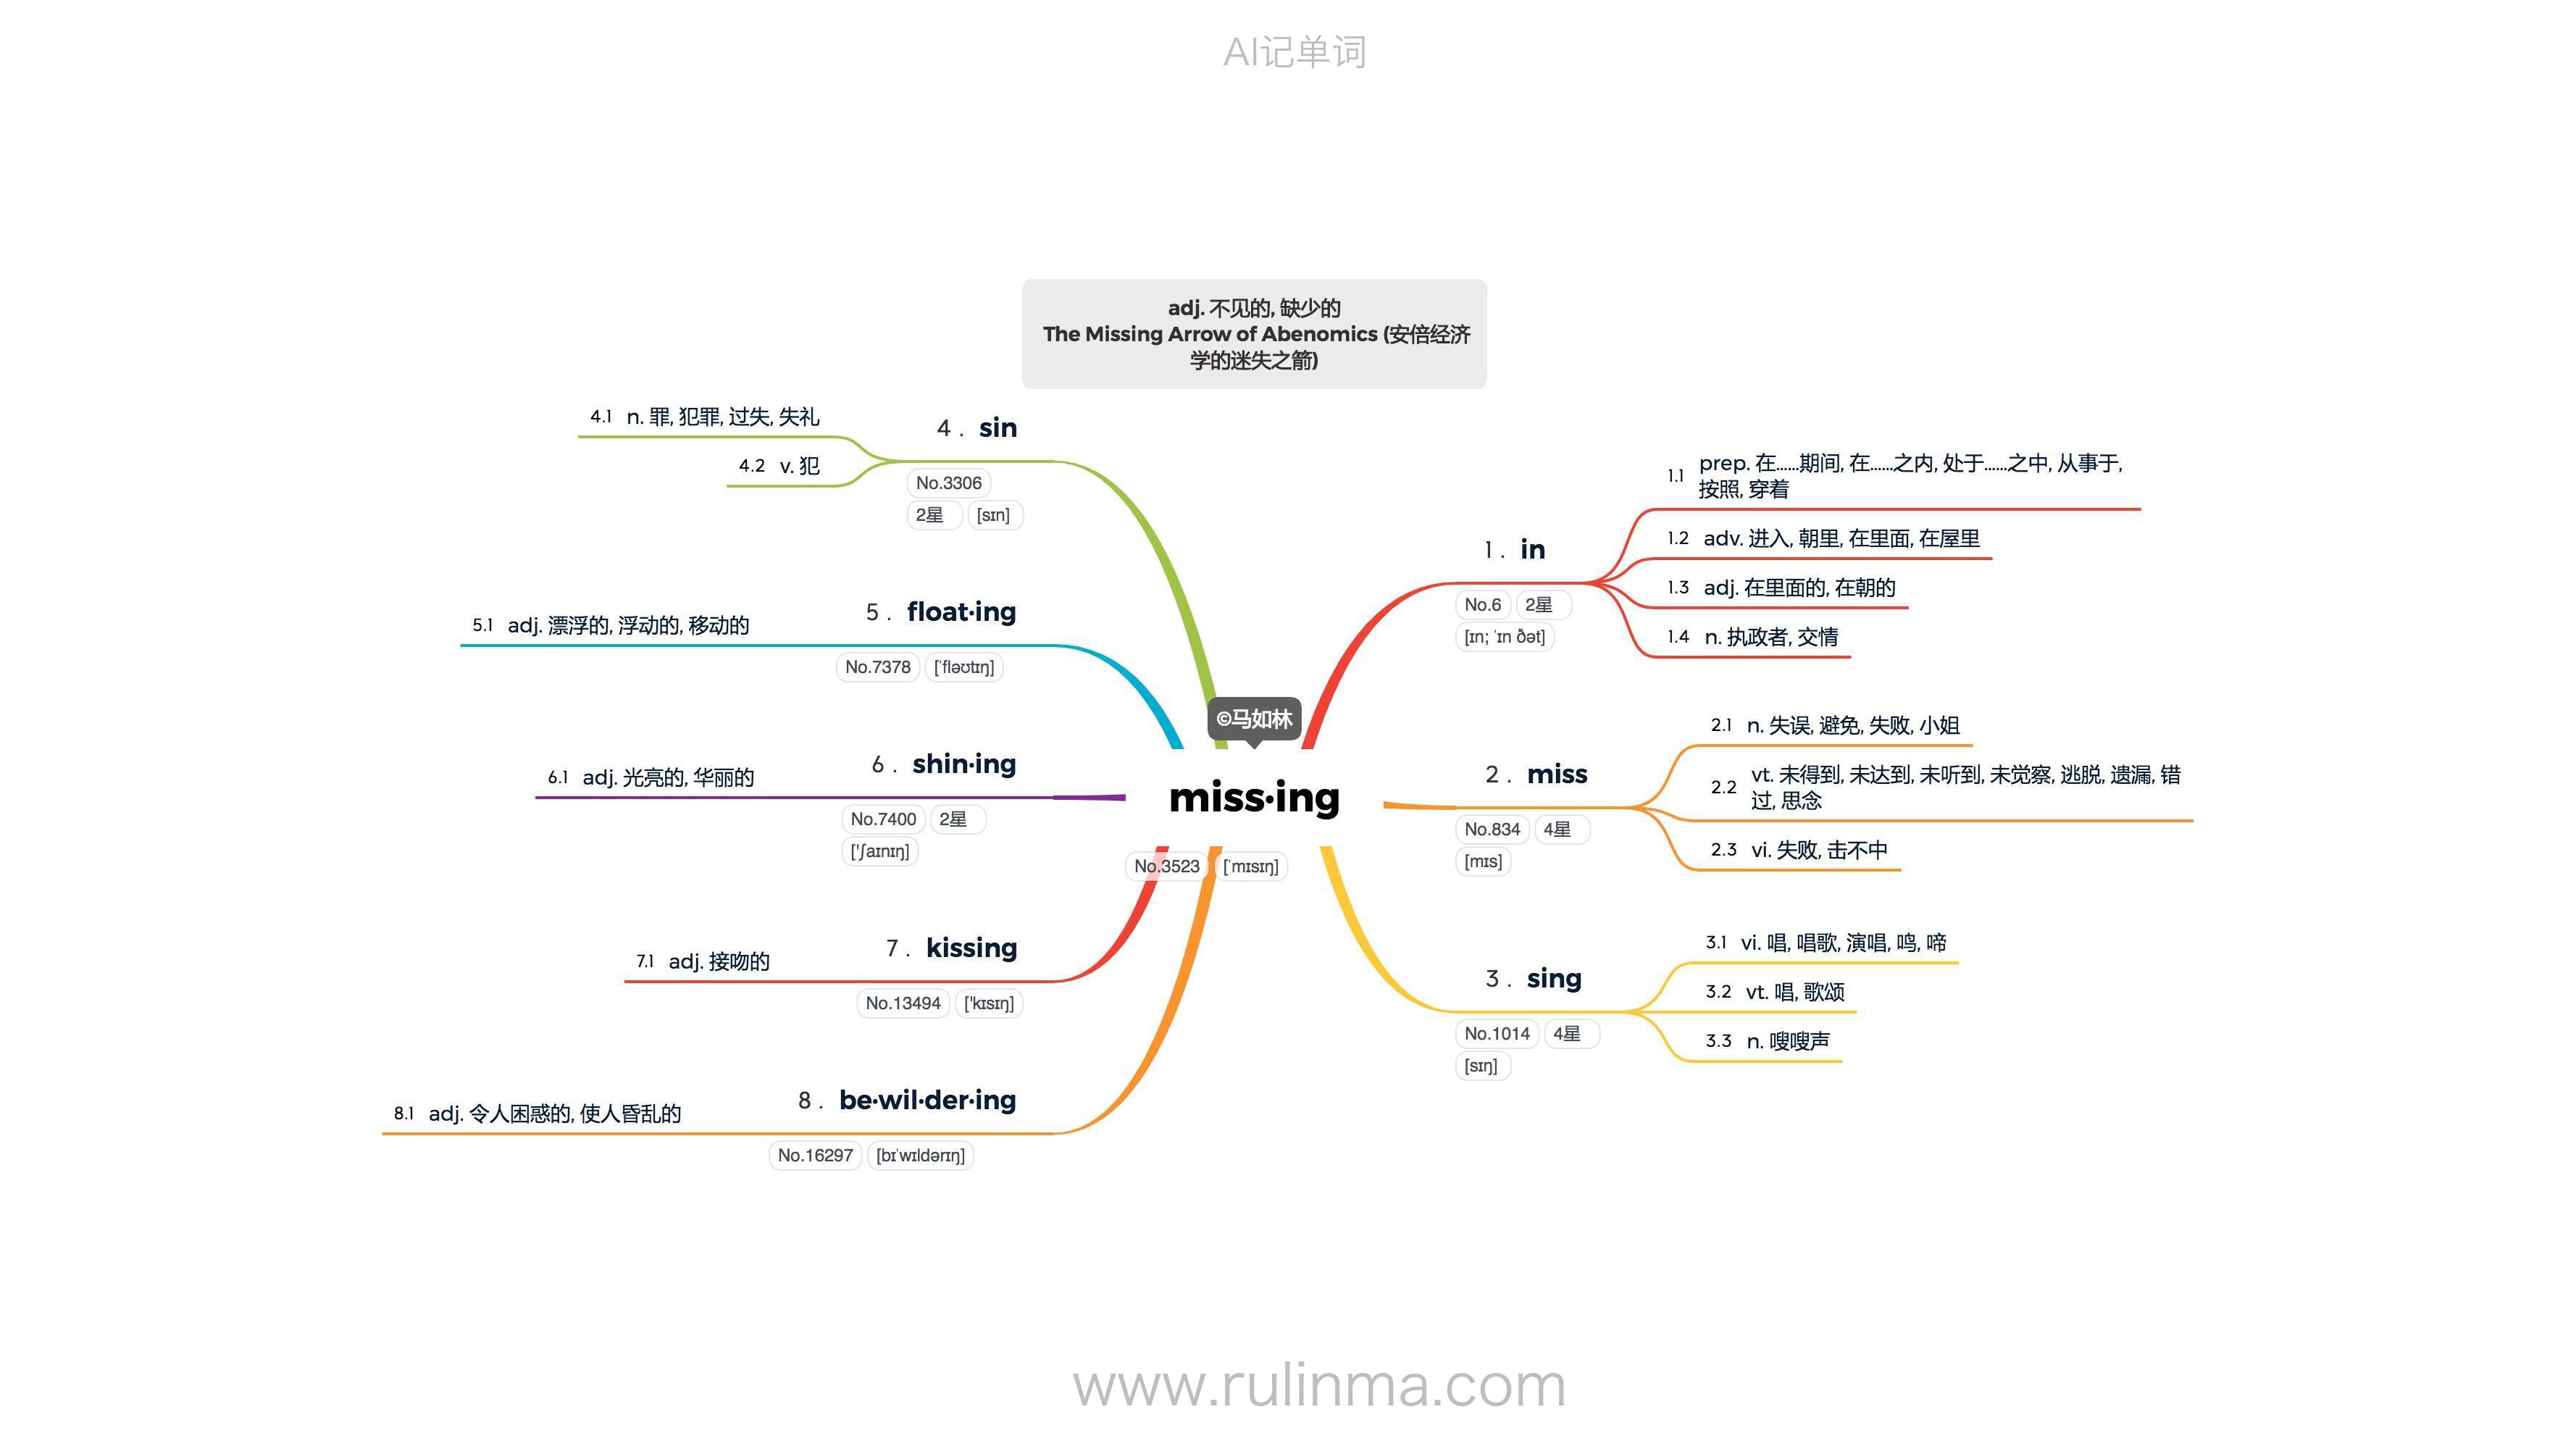 AI记单词
adj. 不见的, 缺少的
The Missing Arrow of Abenomics (安倍经济
学的迷失之箭)
©马如林
miss·ing
No.3523 [ˈmɪsɪŋ]
1 . in
No.6 2星
[ɪn; ˈɪn ðət]
1.1 prep. 在……期间, 在……之内, 处于……之中, 从事于,
按照, 穿着
1.2 adv. 进入, 朝里, 在里面, 在屋里
1.3 adj. 在里面的, 在朝的
1.4 n. 执政者, 交情
2 . miss
No.834 4星
[mɪs]
2.1 n. 失误, 避免, 失败, 小姐
2.2 vt. 未得到, 未达到, 未听到, 未觉察, 逃脱, 遗漏, 错
过, 思念
2.3 vi. 失败, 击不中
3 . sing
No.1014 4星
[sɪŋ]
3.1 vi. 唱, 唱歌, 演唱, 鸣, 啼
3.2 vt. 唱, 歌颂
3.3 n. 嗖嗖声
4 . sin
No.3306
2星 [sɪn]
4.1 n. 罪, 犯罪, 过失, 失礼
4.2 v. 犯
5 . float·ing
No.7378 [ˈfləʊtɪŋ]
5.1 adj. 漂浮的, 浮动的, 移动的
6 . shin·ing
No.7400 2星
['ʃaɪnɪŋ]
6.1 adj. 光亮的, 华丽的
7 . kissing
No.13494 ['kɪsɪŋ]
7.1 adj. 接吻的
8 . be·wil·der·ing
No.16297 [bɪˈwɪldərɪŋ]
8.1 adj. 令人困惑的, 使人昏乱的
www.rulinma.com